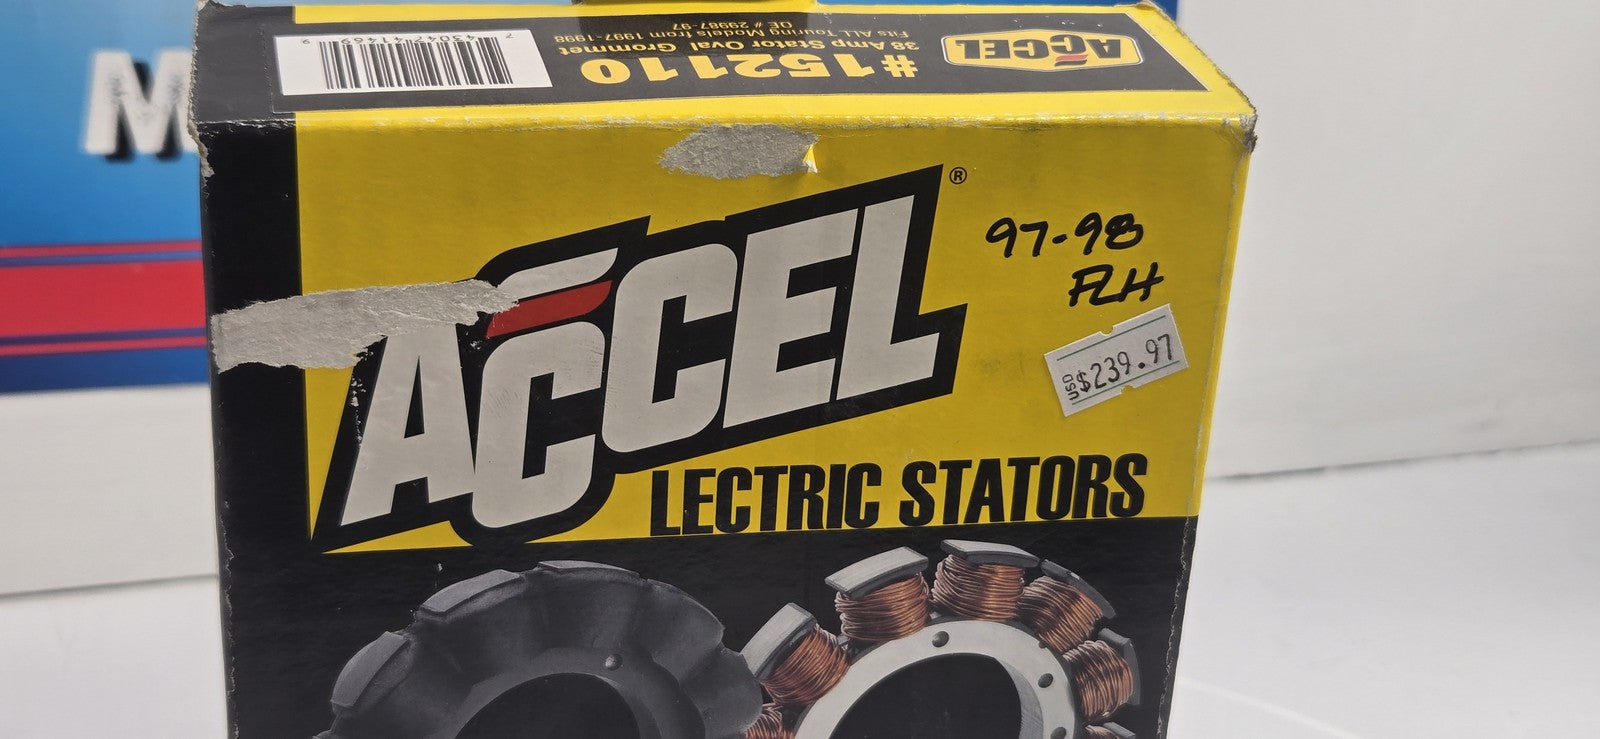 M
ACCEL
#152110
38 Amp Stator Oval Grommet
Fits ALL Touring Models from 1997-1998
OE # 29987-97
ACCEL®
97-98
FLH
USD $239.97
LECTRIC STATORS